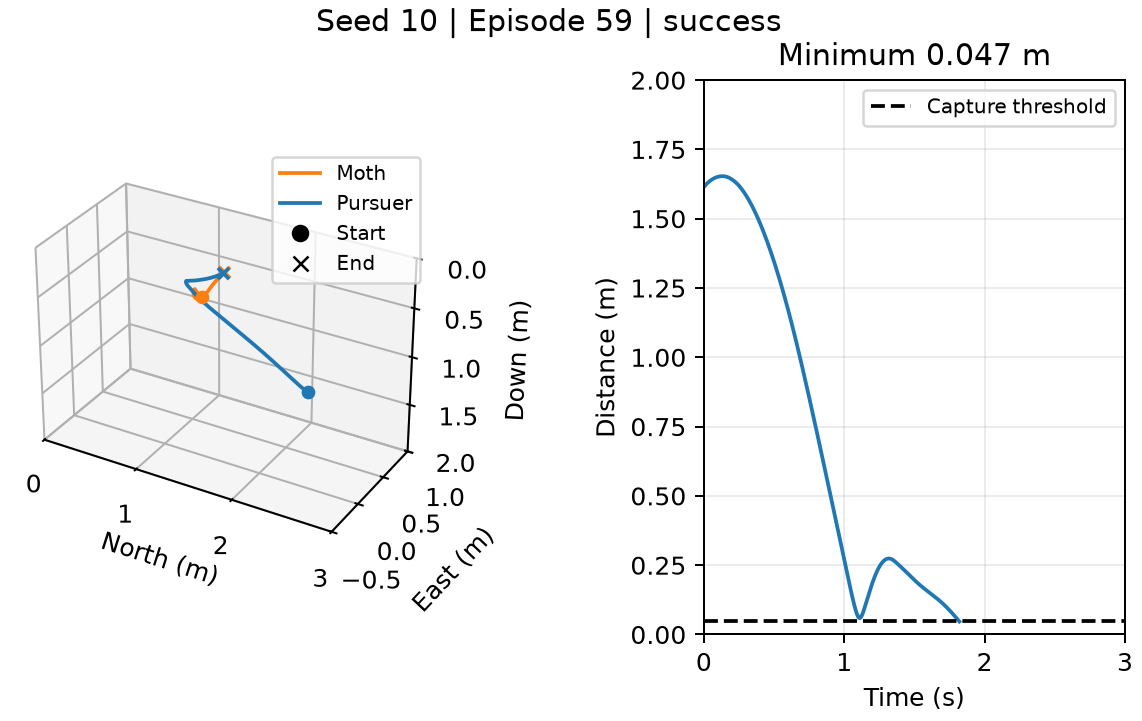 Seed 10 | Episode 59 | success
Moth
Pursuer
Start
End
0.0
0.5
1.0
1.5
2.0
Down (m)
0
1
2
3
North (m)
−0.5
0.0
0.5
1.0
East (m)
Minimum 0.047 m
Capture threshold
2.00
1.75
1.50
1.25
1.00
0.75
0.50
0.25
0.00
Distance (m)
0
1
2
3
Time (s)